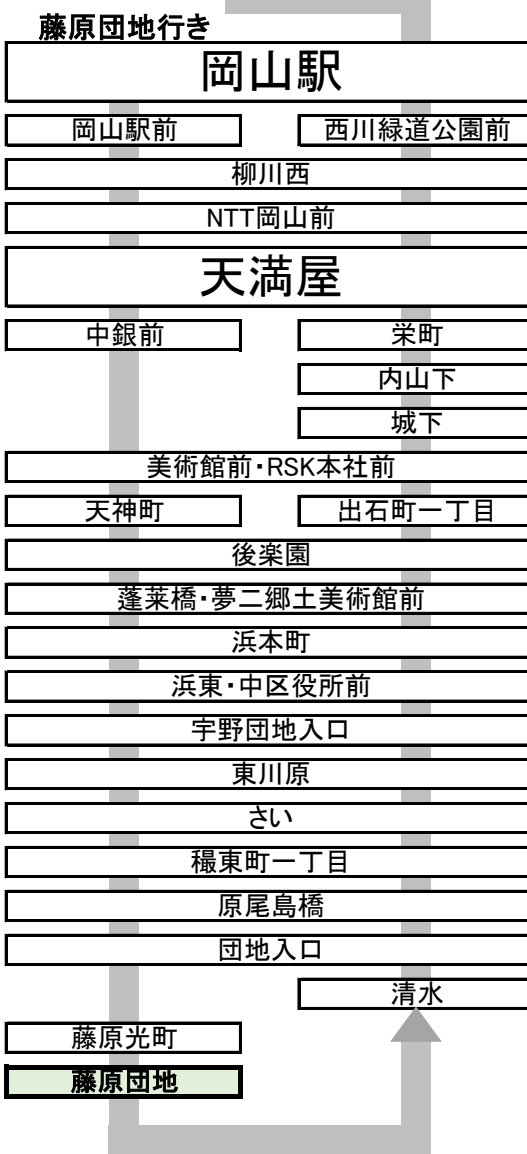 藤原団地行き
岡山駅
岡山駅前 西川緑道公園前
柳川西
NTT岡山前
天満屋
中銀前 栄町
内山下
城下
美術館前・RSK本社前
天神町 出石町一丁目
後楽園
蓬莱橋・夢二郷土美術館前
浜本町
浜東・中区役所前
宇野団地入口
東川原
さい
穝東町一丁目
原尾島橋
団地入口
清水
藤原光町
藤原団地